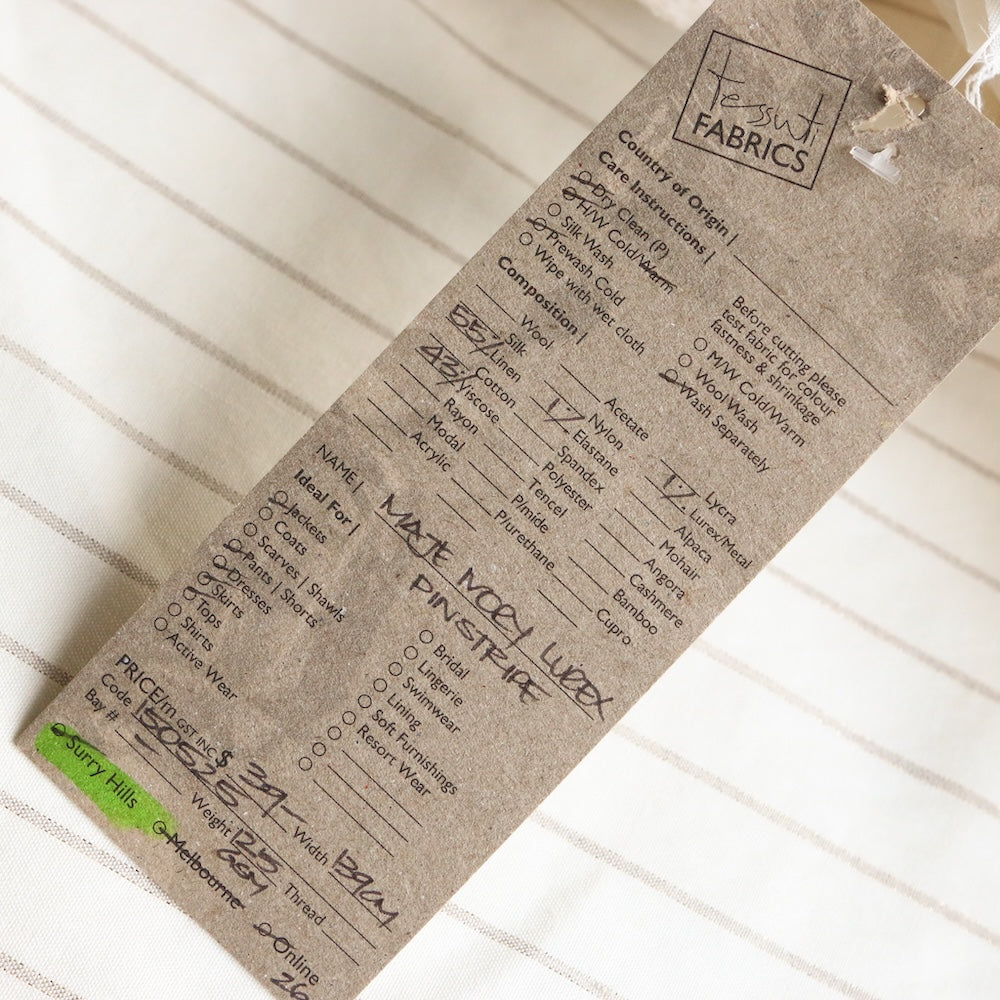 tessuti
FABRICS
Country of Origin |
Care Instructions |
Dry Clean (P)
H/W Cold/Warm
Silk Wash
Prewash Cold
Wipe with wet cloth
Before cutting please
test fabric for colour
fastness & shrinkage
M/W Cold/Warm
Wool Wash
Wash Separately
Composition |
Wool
Silk
55% Linen
Cotton
43% Viscose
Rayon
Modal
Acrylic
Acetate
Nylon
1% Elastane
Spandex
Polyester
Tencel
P/mide
P/urethane
Lycra
1% Lurex/Metal
Alpaca
Mohair
Angora
Cashmere
Bamboo
Cupro
NAME | MAJE IVORY LUREX
PINSTRIPE
Ideal For |
Jackets
Coats
Scarves | Shawls
Pants | Shorts
Dresses
Skirts
Tops
Shirts
Active Wear
Bridal
Lingerie
Swimwear
Lining
Soft Furnishings
Resort Wear
PRICE/m GST INC $ 39-
Width 139CM
Code
Weight 125
GSM
Bay # -
Thread
Surry Hills
Melbourne
Online
26